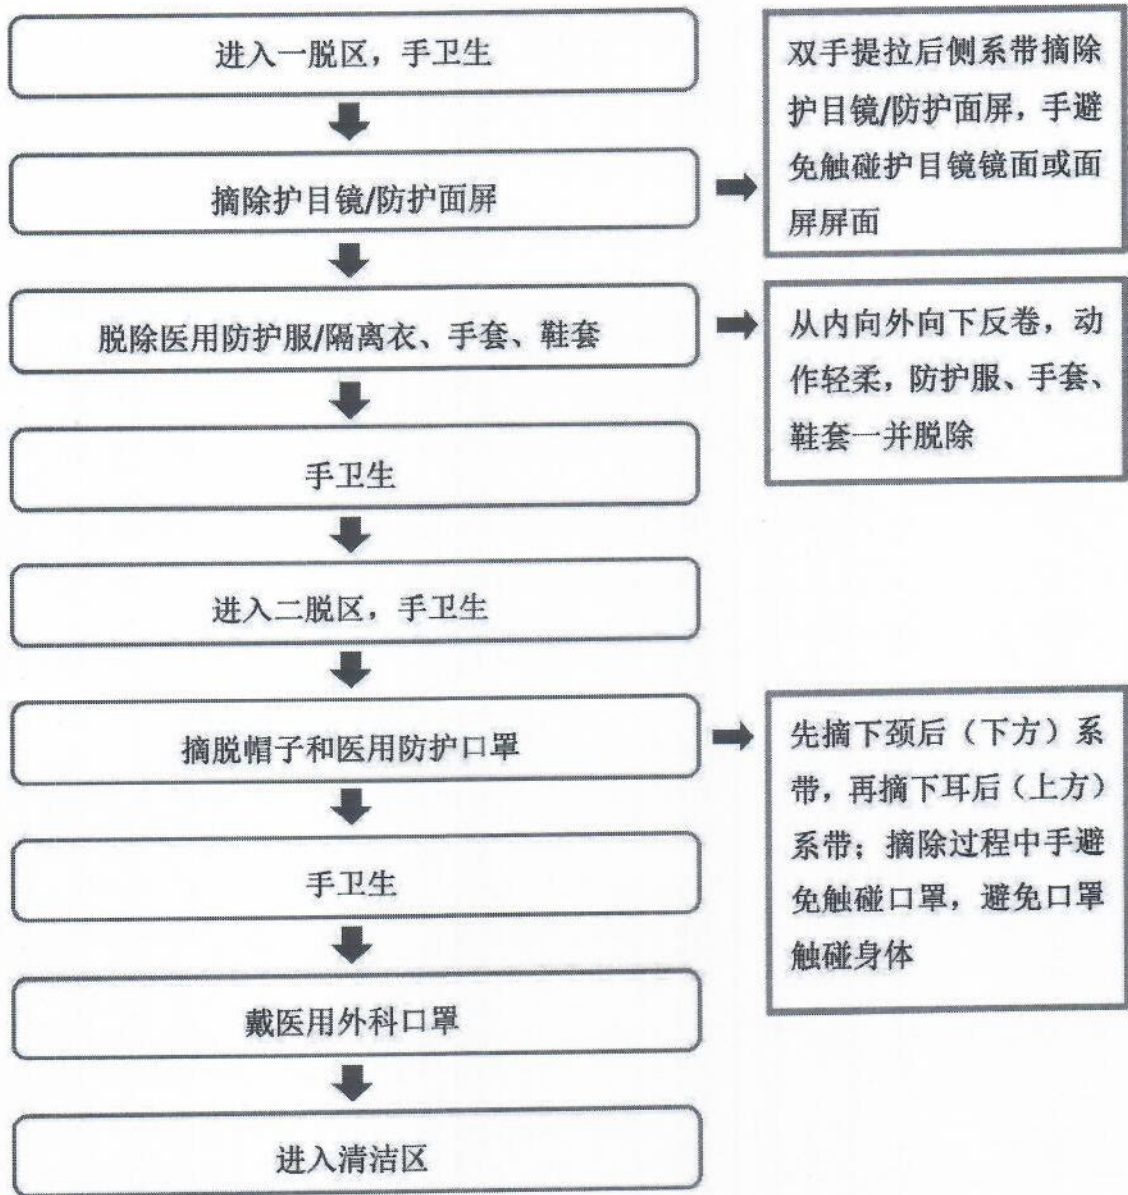 进入一脱区，手卫生
摘除护目镜/防护面屏
双手提拉后侧系带摘除
护目镜/防护面屏，手避
免触碰护目镜镜面或面
屏屏面
脱除医用防护服/隔离衣、手套、鞋套
从内向外向下反卷，动
作轻柔，防护服、手套、
鞋套一并脱除
手卫生
进入二脱区，手卫生
摘脱帽子和医用防护口罩
先摘下颈后（下方）系
带，再摘下耳后（上方）
系带；摘除过程中手避
免触碰口罩，避免口罩
触碰身体
手卫生
戴医用外科口罩
进入清洁区